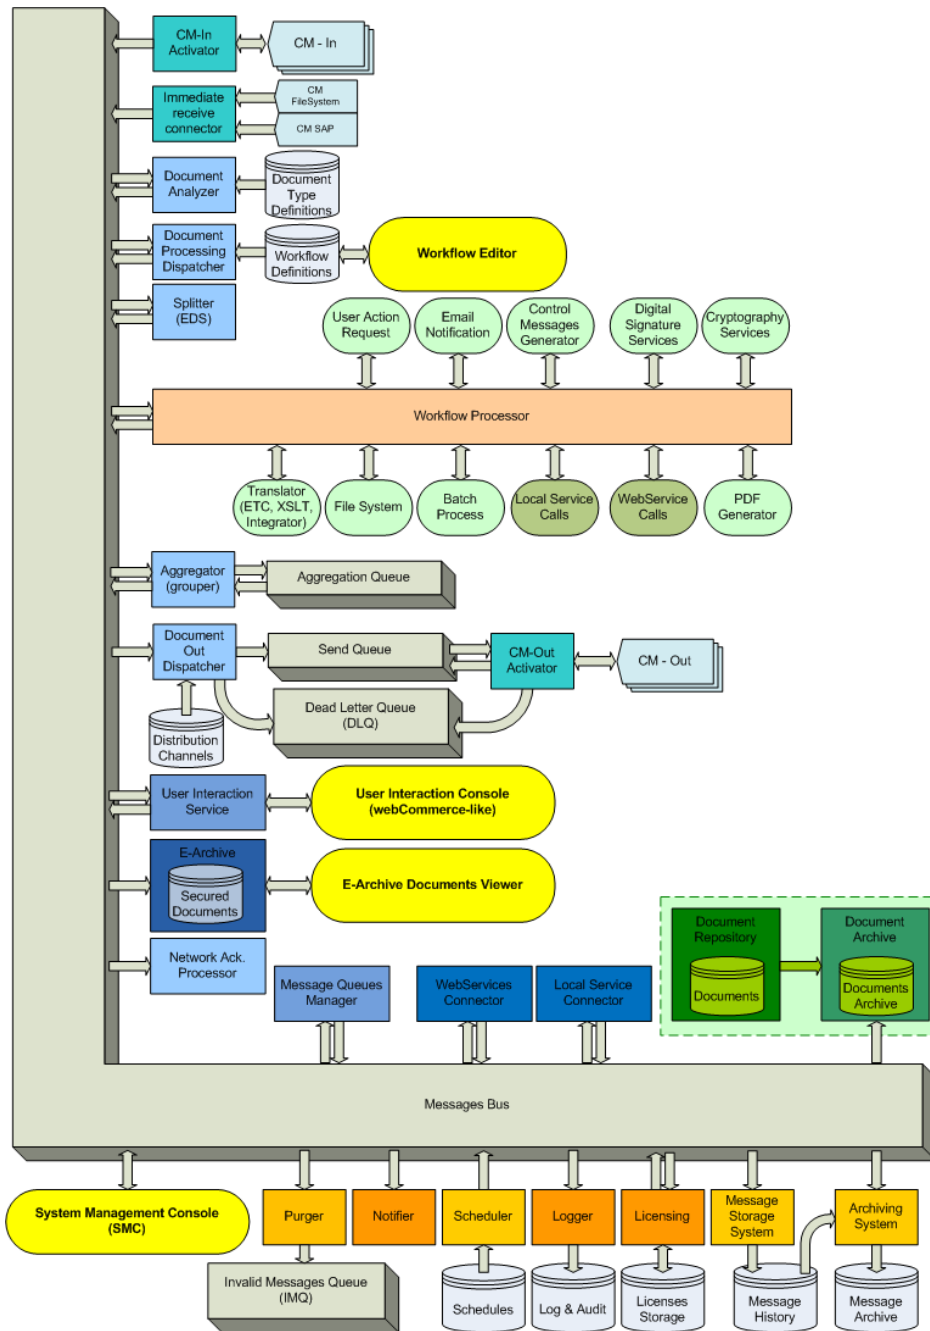 CM-In
Activator
CM - In
Immediate
receive
connector
CM
FileSystem
CM SAP
Document
Analyzer
Document
Type
Definitions
Document
Processing
Dispatcher
Workflow
Definitions
Workflow Editor
Splitter
(EDS)
User Action
Request
Email
Notification
Control
Messages
Generator
Digital
Signature
Services
Cryptography
Services
Workflow Processor
Translator
(ETC, XSLT,
Integrator)
File System
Batch
Process
Local Service
Calls
WebService
Calls
PDF
Generator
Aggregator
(grouper)
Aggregation Queue
Document
Out
Dispatcher
Send Queue
CM-Out
Activator
CM - Out
Dead Letter Queue
(DLQ)
Distribution
Channels
User Interaction
Service
User Interaction Console
(webCommerce-like)
E-Archive
Secured
Documents
E-Archive Documents Viewer
Document
Repository
Documents
Document
Archive
Documents
Archive
Network Ack.
Processor
Message Queues
Manager
WebServices
Connector
Local Service
Connector
Messages Bus
System Management Console
(SMC)
Purger
Notifier
Scheduler
Logger
Licensing
Message
Storage
System
Archiving
System
Invalid Messages Queue
(IMQ)
Schedules
Log & Audit
Licenses
Storage
Message
History
Message
Archive